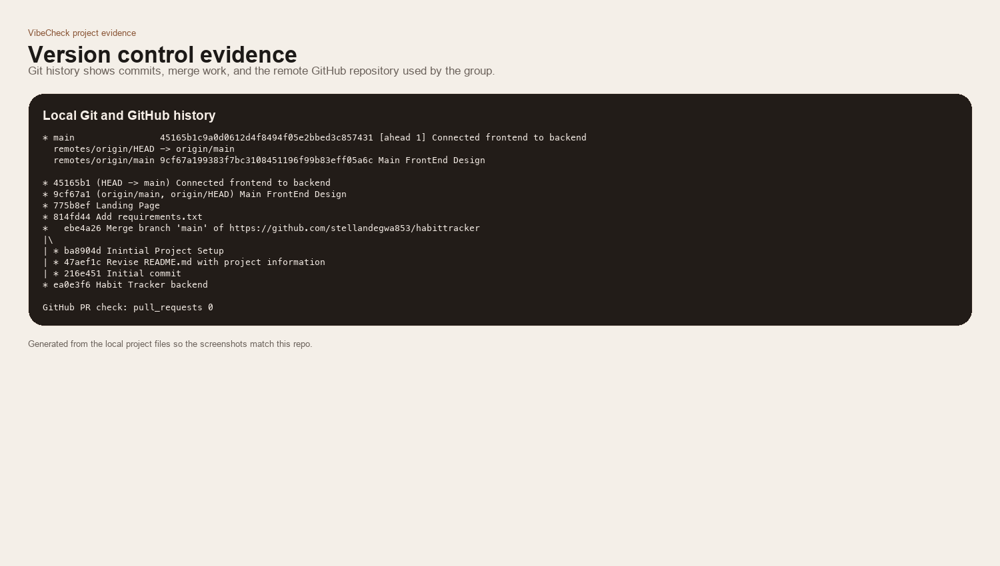 VibeCheck project evidence
Version control evidence
Git history shows commits, merge work, and the remote GitHub repository used by the group.
Local Git and GitHub history
* main                45165b1c9a0d0612d4f8494f05e2bbed3c857431 [ahead 1] Connected frontend to backend
  remotes/origin/HEAD -> origin/main
  remotes/origin/main 9cf67a199383f7bc3108451196f99b83eff05a6c Main FrontEnd Design
* 45165b1 (HEAD -> main) Connected frontend to backend
* 9cf67a1 (origin/main, origin/HEAD) Main FrontEnd Design
* 775b8ef Landing Page
* 814fd44 Add requirements.txt
*   ebe4a26 Merge branch 'main' of https://github.com/stellandegwa853/habittracker
|\
| * ba8904d Inintial Project Setup
| * 47aef1c Revise README.md with project information
| * 216e451 Initial commit
* ea0e3f6 Habit Tracker backend
GitHub PR check: pull_requests 0
Generated from the local project files so the screenshots match this repo.